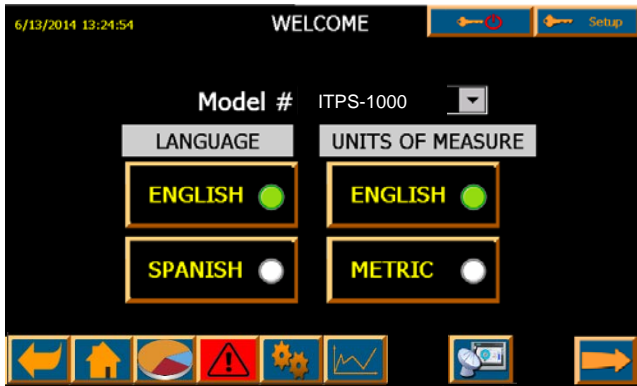 6/13/2014 13:24:54 WELCOME Setup
Model # ITPS-1000
LANGUAGE UNITS OF MEASURE
ENGLISH ENGLISH
SPANISH METRIC